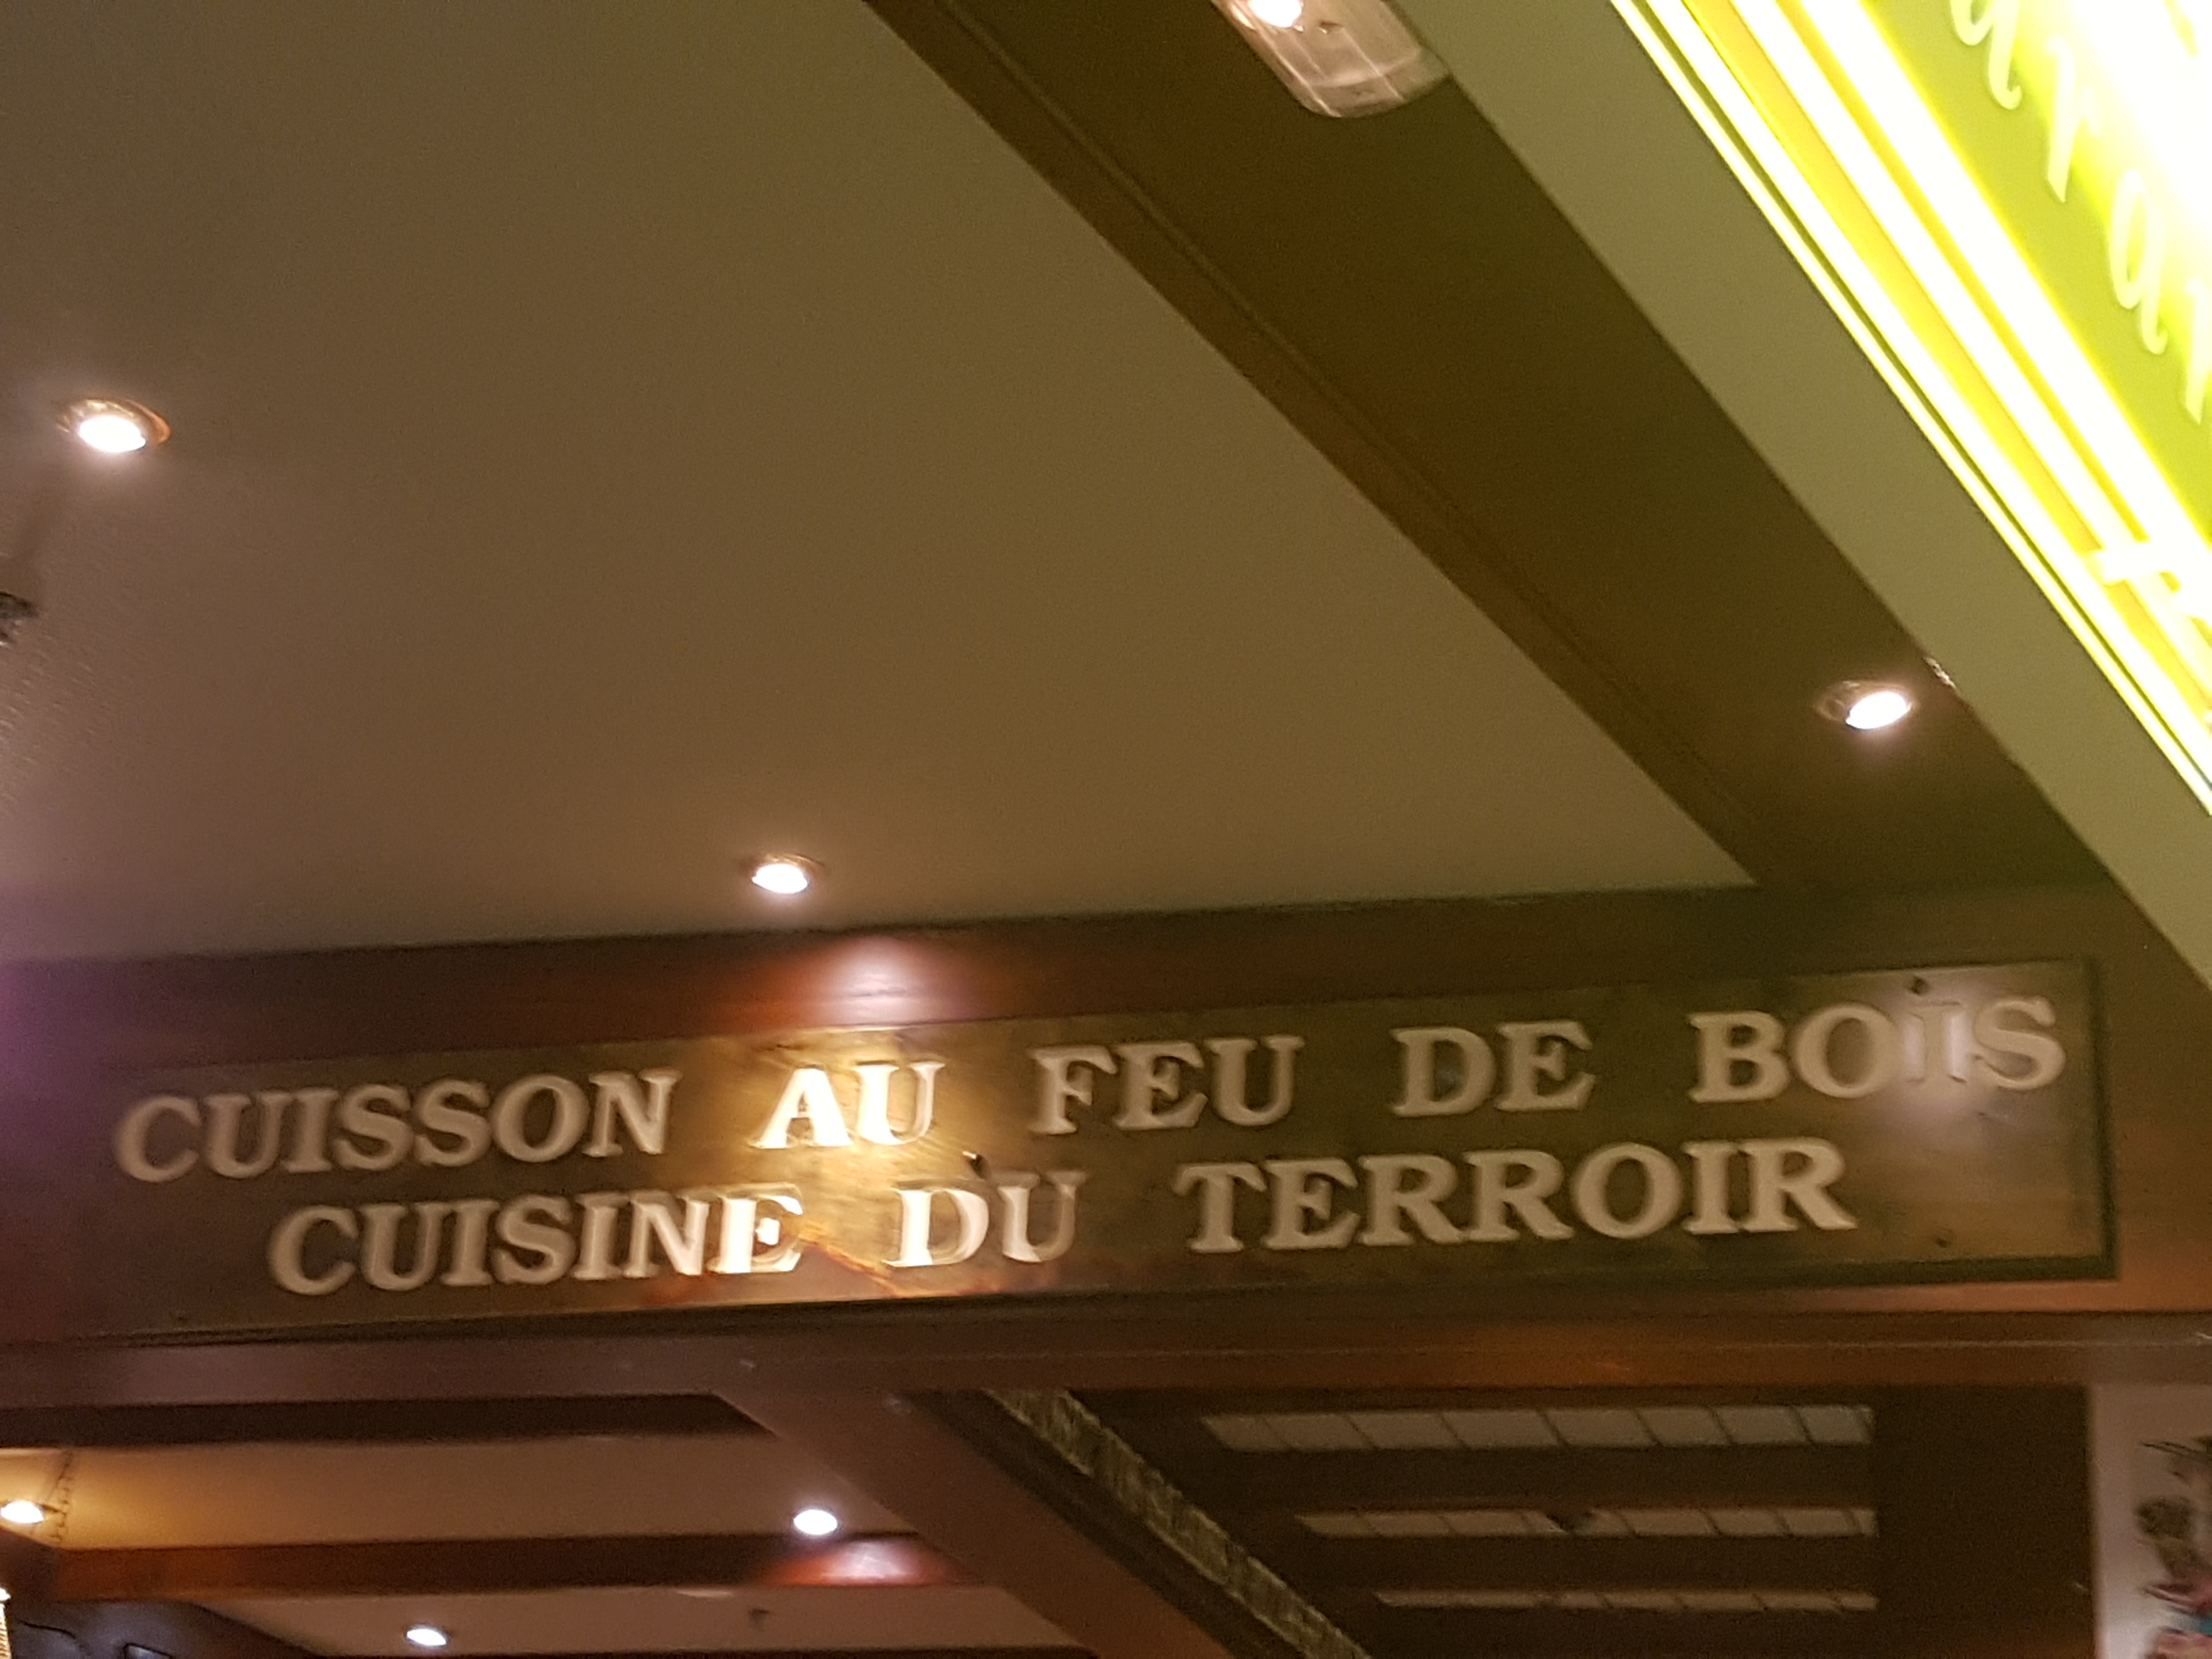 CUISSON AU FEU DE BOIS
CUISINE DU TERROIR